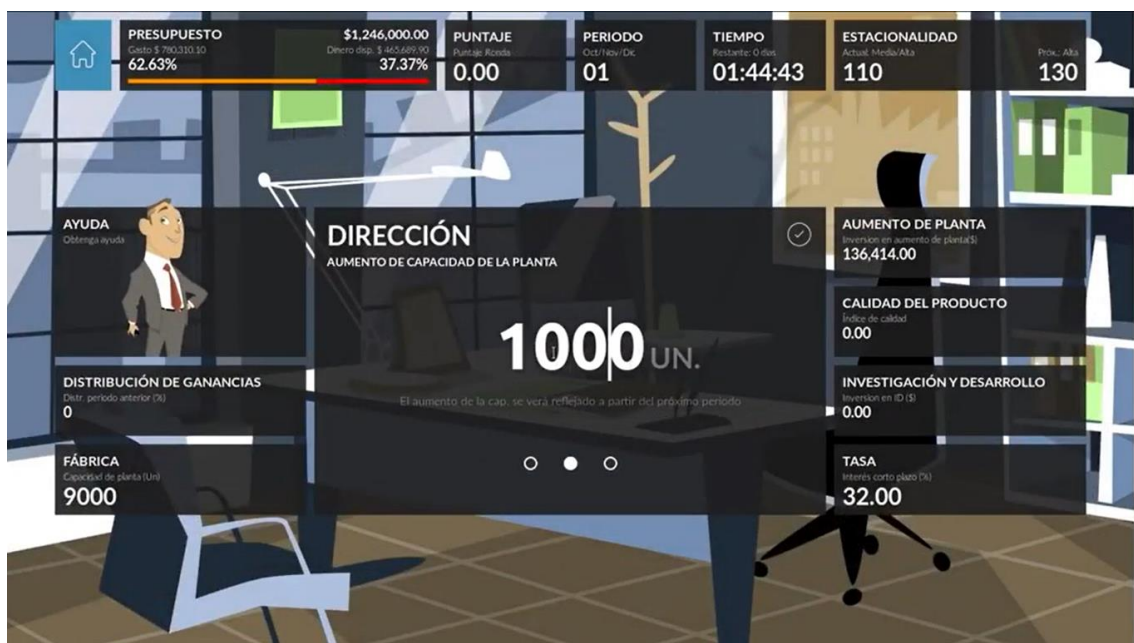 PRESUPUESTO $1,246,000.00
Gasto $ 780,310.10 Dinero disp. $ 465,689.90
62.63% 37.37%
PUNTAJE
Puntaje Ronda
0.00
PERIODO
Oct/Nov/Dic
01
TIEMPO
Restante: 0 dias
01:44:43
ESTACIONALIDAD
Actual: Media/Alta Próx.: Alta
110 130
AYUDA
Obtenga ayuda
DIRECCIÓN
AUMENTO DE CAPACIDAD DE LA PLANTA
1000 UN.
El aumento de la cap. se verá reflejado a partir del próximo periodo
AUMENTO DE PLANTA
Inversion en aumento de planta($)
136,414.00
CALIDAD DEL PRODUCTO
Índice de calidad
0.00
DISTRIBUCIÓN DE GANANCIAS
Distr. periodo anterior (%)
0
INVESTIGACIÓN Y DESARROLLO
Inversion en ID ($)
0.00
FÁBRICA
Capacidad de planta (Un)
9000
TASA
Interés corto plazo (%)
32.00